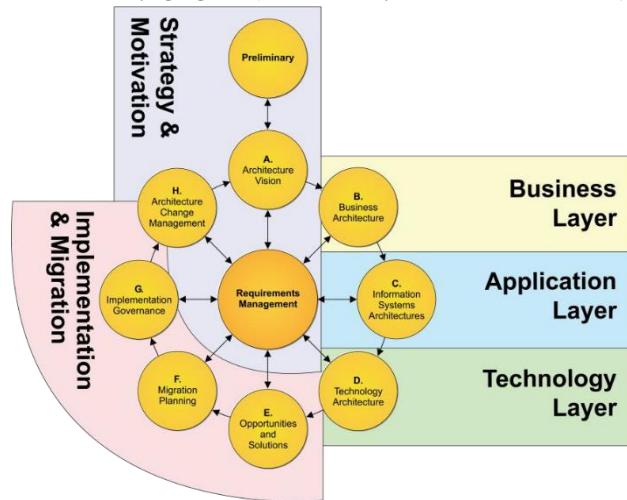 Strategy &
Motivation
Preliminary
A.
Architecture
Vision
H.
Architecture
Change
Management
B.
Business
Architecture
Business
Layer
Implementation
& Migration
G.
Implementation
Governance
Requirements
Management
C.
Information
Systems
Architectures
Application
Layer
F.
Migration
Planning
D.
Technology
Architecture
Technology
Layer
E.
Opportunities
and
Solutions